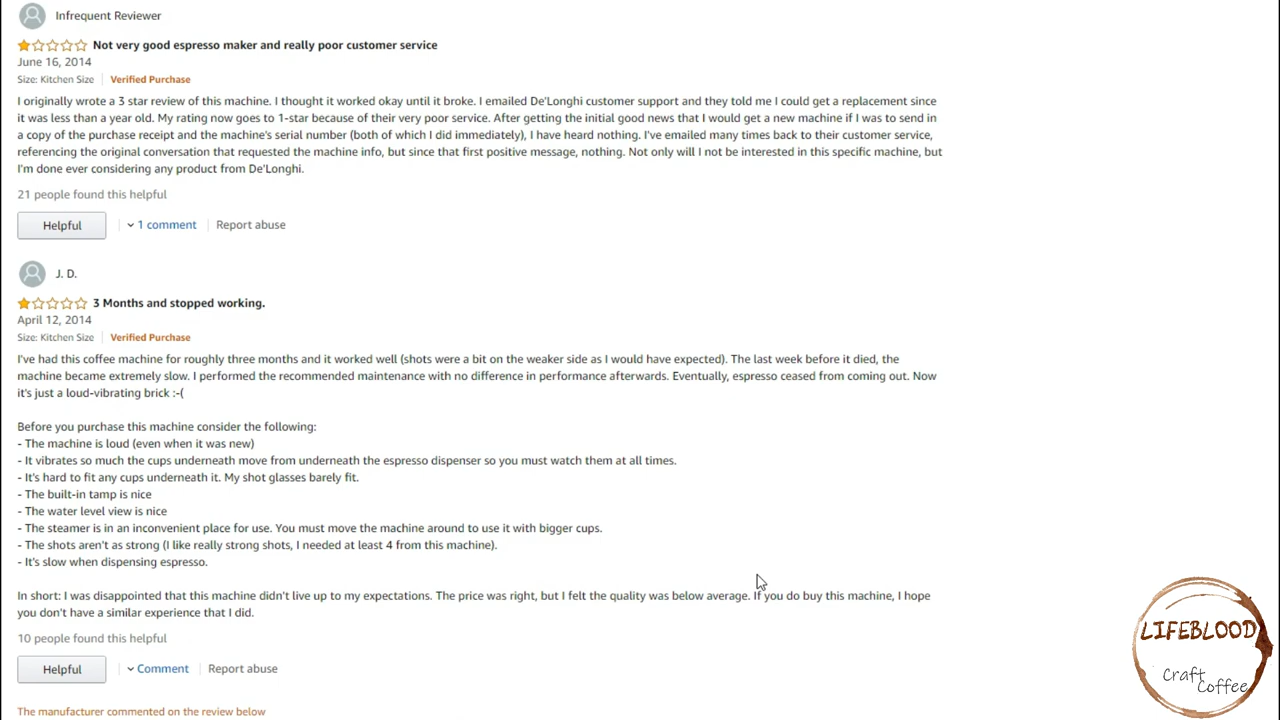 Infrequent Reviewer
Not very good espresso maker and really poor customer service
June 16, 2014
Size: Kitchen Size | Verified Purchase
I originally wrote a 3 star review of this machine. I thought it worked okay until it broke. I emailed De'Longhi customer support and they told me I could get a replacement since
it was less than a year old. My rating now goes to 1-star because of their very poor service. After getting the initial good news that I would get a new machine if I was to send in
a copy of the purchase receipt and the machine's serial number (both of which I did immediately), I have heard nothing. I've emailed many times back to their customer service,
referencing the original conversation that requested the machine info, but since that first positive message, nothing. Not only will I not be interested in this specific machine, but
I'm done ever considering any product from De'Longhi.
21 people found this helpful
Helpful | 1 comment | Report abuse
J. D.
3 Months and stopped working.
April 12, 2014
Size: Kitchen Size | Verified Purchase
I've had this coffee machine for roughly three months and it worked well (shots were a bit on the weaker side as I would have expected). The last week before it died, the
machine became extremely slow. I performed the recommended maintenance with no difference in performance afterwards. Eventually, espresso ceased from coming out. Now
it's just a loud-vibrating brick :-(
Before you purchase this machine consider the following:
- The machine is loud (even when it was new)
- It vibrates so much the cups underneath move from underneath the espresso dispenser so you must watch them at all times.
- It's hard to fit any cups underneath it. My shot glasses barely fit.
- The built-in tamp is nice
- The water level view is nice
- The steamer is in an inconvenient place for use. You must move the machine around to use it with bigger cups.
- The shots aren't as strong (I like really strong shots, I needed at least 4 from this machine).
- It's slow when dispensing espresso.
In short: I was disappointed that this machine didn't live up to my expectations. The price was right, but I felt the quality was below average. If you do buy this machine, I hope
you don't have a similar experience that I did.
10 people found this helpful
Helpful | Comment | Report abuse
The manufacturer commented on the review below
LIFEBLOOD
Craft
Coffee